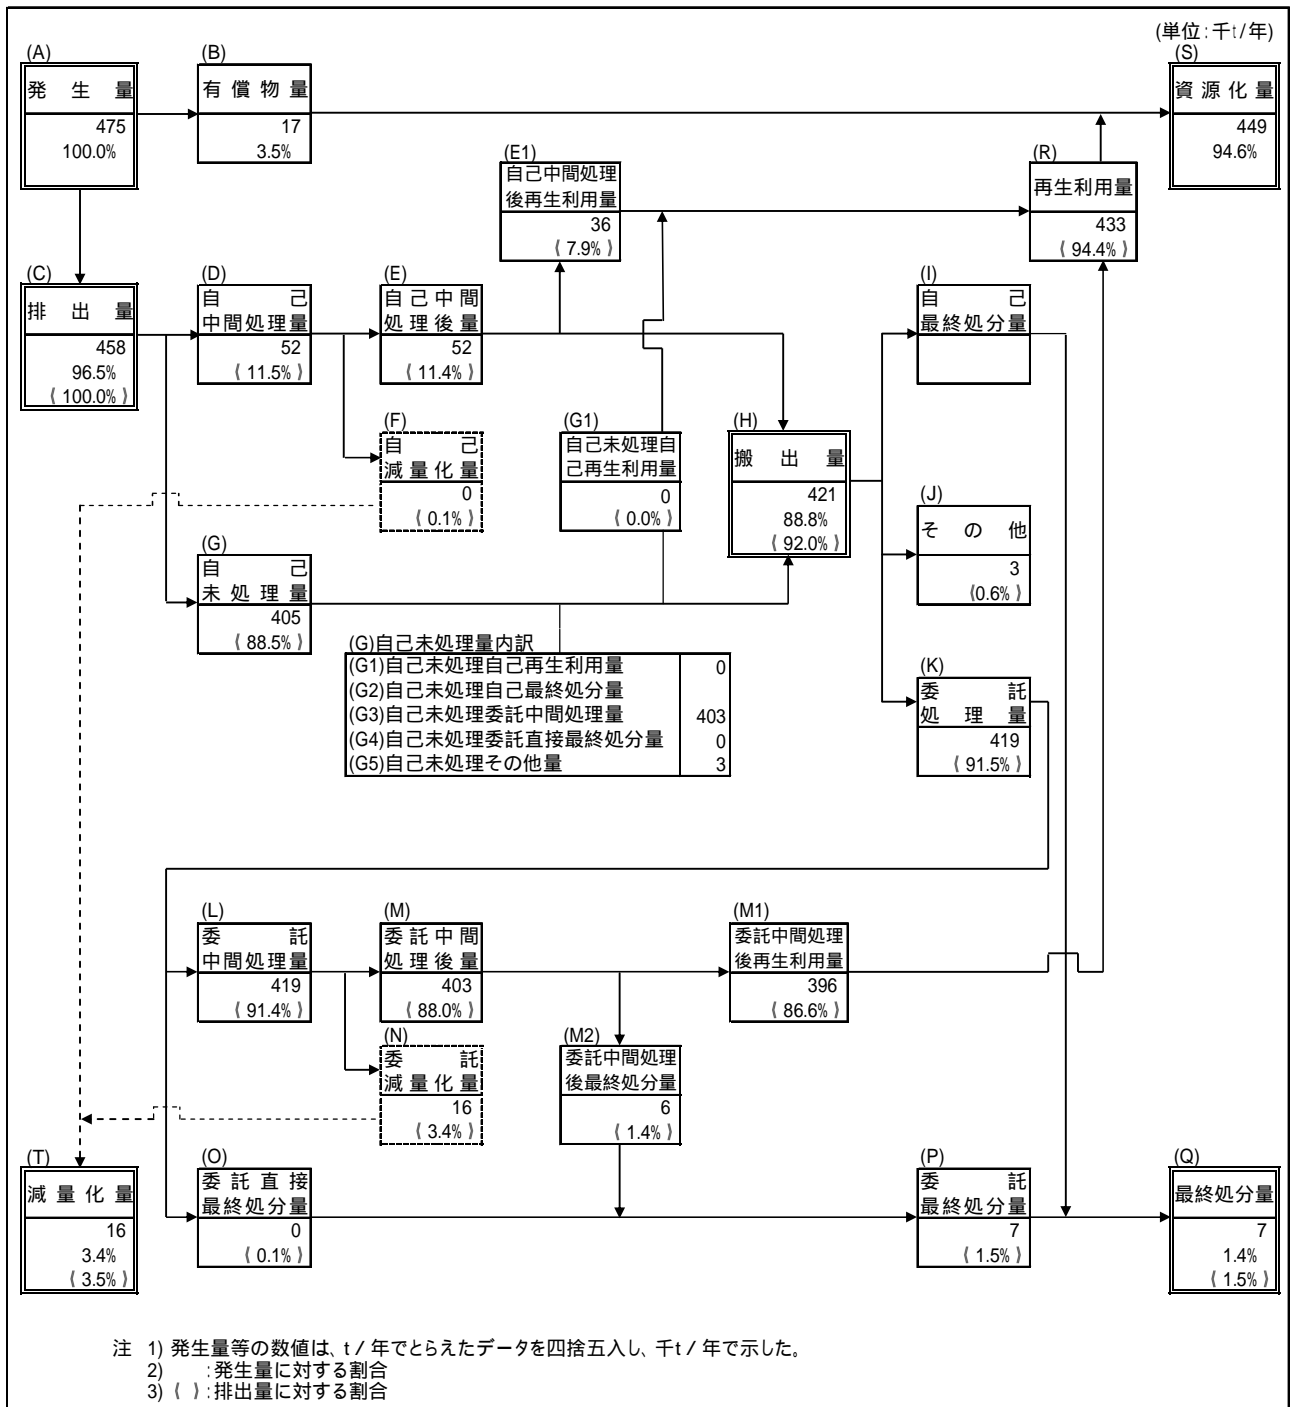 (単位:千t/年)
(A)
発 生 量
475
100.0%
(B)
有 償 物 量
17
3.5%
(S)
資 源 化 量
449
94.6%
(E1)
自己中間処理
後再生利用量
36
( 7.9% )
(R)
再生利用量
433
( 94.4% )
(C)
排 出 量
458
96.5%
( 100.0% )
(D)
自 己
中間処理量
52
( 11.5% )
(E)
自 己 中 間
処 理 後 量
52
( 11.4% )
(I)
自 己
最終処分量
(F)
自 己
減 量 化 量
0
( 0.1% )
(G1)
自己未処理自
己再生利用量
0
( 0.0% )
(H)
搬 出 量
421
88.8%
( 92.0% )
(J)
そ の 他
3
(0.6% )
(G)
自 己
未 処 理 量
405
( 88.5% )
(G)自己未処理量内訳
(G1)自己未処理自己再生利用量 0
(G2)自己未処理自己最終処分量
(G3)自己未処理委託中間処理量 403
(G4)自己未処理委託直接最終処分量 0
(G5)自己未処理その他量 3
(K)
委 託
処 理 量
419
( 91.5% )
(L)
委 託
中間処理量
419
( 91.4% )
(M)
委 託 中 間
処 理 後 量
403
( 88.0% )
(M1)
委託中間処理
後再生利用量
396
( 86.6% )
(N)
委 託
減 量 化 量
16
( 3.4% )
(M2)
委託中間処理
後最終処分量
6
( 1.4% )
(T)
減 量 化 量
16
3.4%
( 3.5% )
(O)
委 託 直 接
最終処分量
0
( 0.1% )
(P)
委 託
最終処分量
7
( 1.5% )
(Q)
最終処分量
7
1.4%
( 1.5% )
注 1) 発生量等の数値は、t / 年でとらえたデータを四捨五入し、千t / 年で示した。
2) :発生量に対する割合
3) ( ):排出量に対する割合